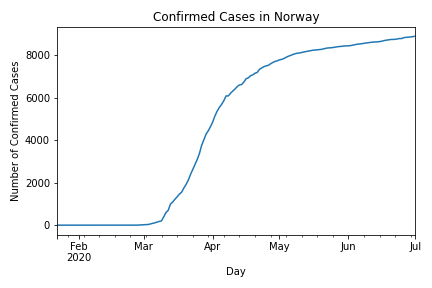 Confirmed Cases in Norway
Number of Confirmed Cases
8000
6000
4000
2000
0
Feb Mar Apr May Jun Jul
2020
Day